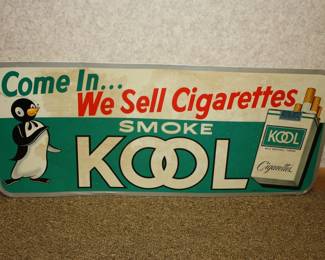 Come In...
We Sell Cigarettes
SMOKE
KOOL
KOOL
Cigarettes